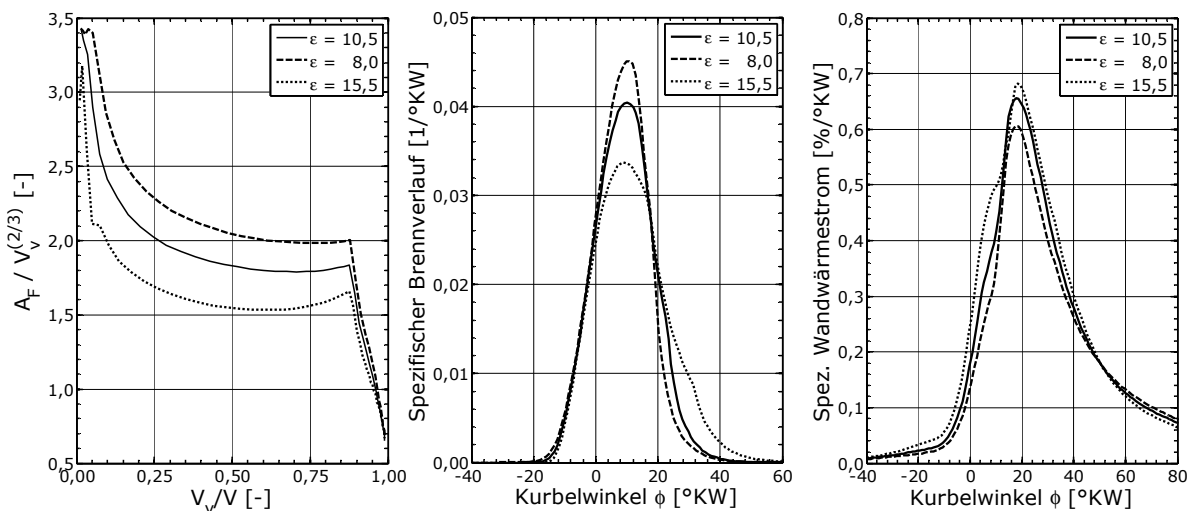 3,5
3,0
2,5
2,0
1,5
1,0
0,5
0,00
0,25
0,50
0,75
1,00
A_F / V_v^(2/3) [-]
V_v/V [-]
ε = 10,5
ε = 8,0
ε = 15,5
0,05
0,04
0,03
0,02
0,01
0,00
-40
-20
0
20
40
60
Spezifischer Brennverlauf [1/°KW]
Kurbelwinkel ϕ [°KW]
ε = 10,5
ε = 8,0
ε = 15,5
0,8
0,7
0,6
0,5
0,4
0,3
0,2
0,1
0,0
-40
-20
0
20
40
60
80
Spez. Wandwärmestrom [%/°KW]
Kurbelwinkel ϕ [°KW]
ε = 10,5
ε = 8,0
ε = 15,5